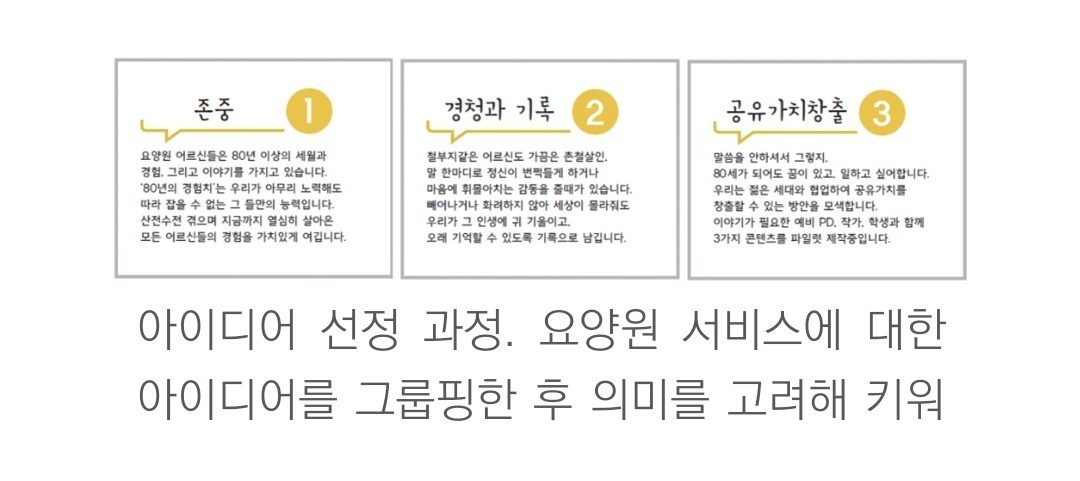 존중 1
요양원 어르신들은 80년 이상의 세월과
경험, 그리고 이야기를 가지고 있습니다.
'80년의 경험치'는 우리가 아무리 노력해도
따라 잡을 수 없는 그 들만의 능력입니다.
산전수전 겪으며 지금까지 열심히 살아온
모든 어르신들의 경험을 가치있게 여깁니다.
경청과 기록 2
철부지같은 어르신도 가끔은 촌철살인,
말 한마디로 정신이 번쩍들게 하거나
마음에 휘몰아치는 감동을 줄때가 있습니다.
빼어나거나 화려하지 않아 세상이 몰라줘도
우리가 그 인생에 귀 기울이고,
오래 기억할 수 있도록 기록으로 남깁니다.
공유가치창출 3
말씀을 안하셔서 그렇지,
80세가 되어도 꿈이 있고, 일하고 싶어합니다.
우리는 젊은 세대와 협업하여 공유가치를
창출할 수 있는 방안을 모색합니다.
이야기가 필요한 예비 PD, 작가, 학생과 함께
3가지 콘텐츠를 파일럿 제작중입니다.
아이디어 선정 과정. 요양원 서비스에 대한
아이디어를 그룹핑한 후 의미를 고려해 키워